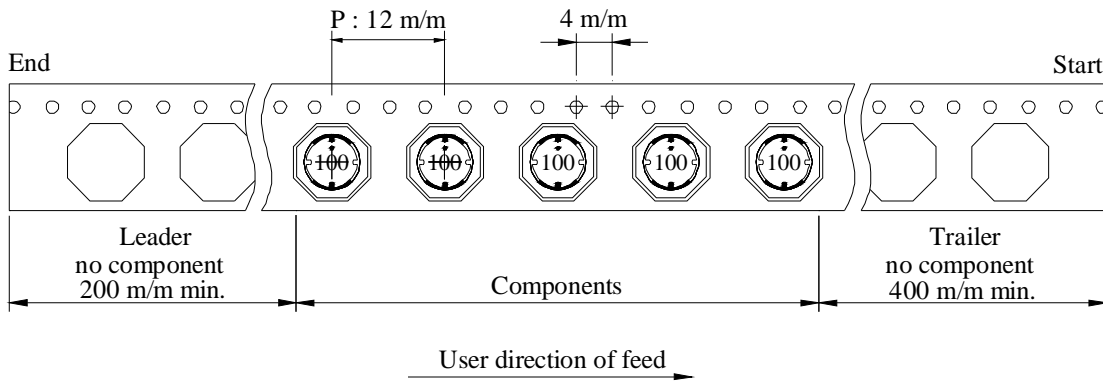 P : 12 m/m
4 m/m
End
Start
100 100 100 100 100
Leader
no component
200 m/m min.
Components
Trailer
no component
400 m/m min.
User direction of feed